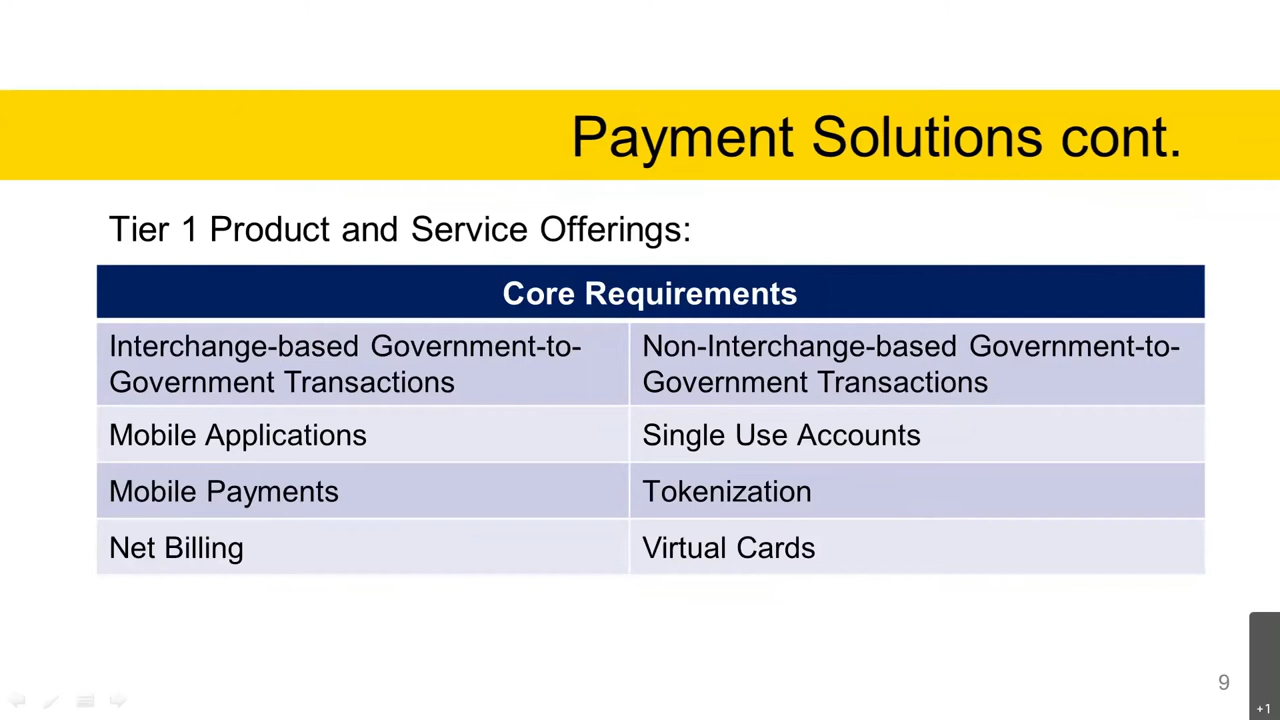 Payment Solutions cont.
Tier 1 Product and Service Offerings:
Core Requirements
Interchange-based Government-to-
Government Transactions
Non-Interchange-based Government-to-
Government Transactions
Mobile Applications
Single Use Accounts
Mobile Payments
Tokenization
Net Billing
Virtual Cards
9
+1